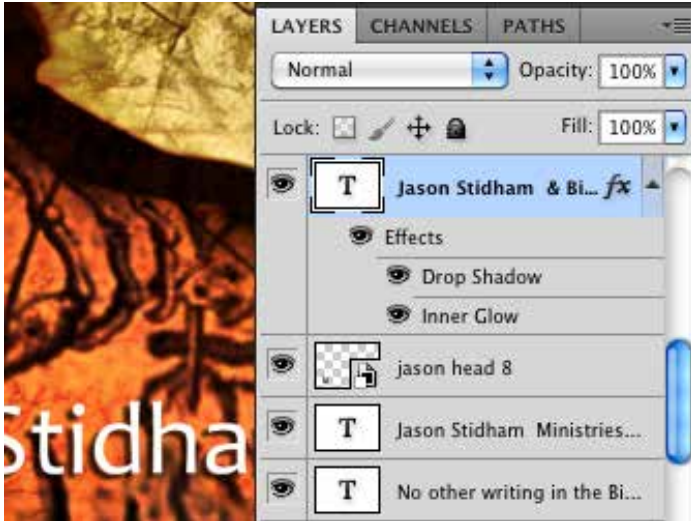 LAYERS CHANNELS PATHS
Normal Opacity: 100%
Lock: Fill: 100%
T Jason Stidham & Bi... fx
Effects
Drop Shadow
Inner Glow
jason head 8
T Jason Stidham Ministries...
T No other writing in the Bi...
Stidha